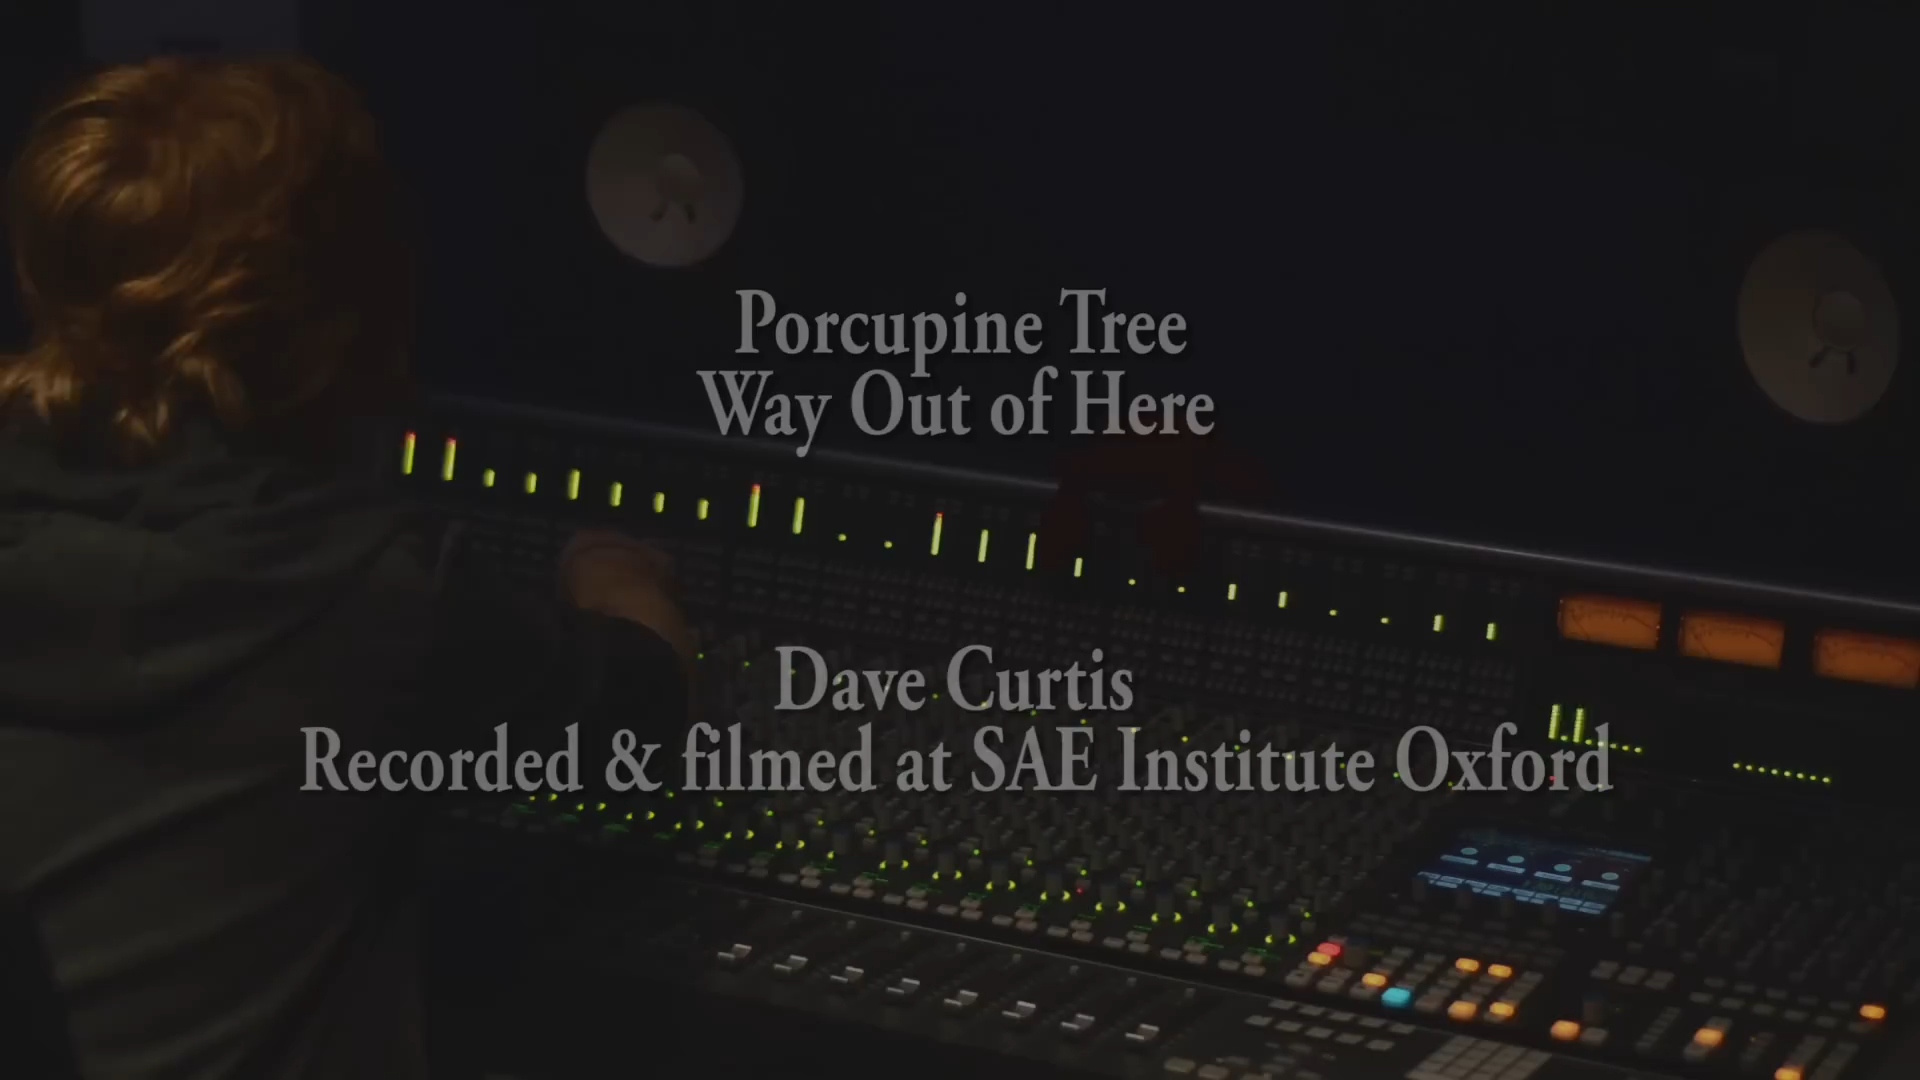 Porcupine Tree
Way Out of Here
Dave Curtis
Recorded & filmed at SAE Institute Oxford